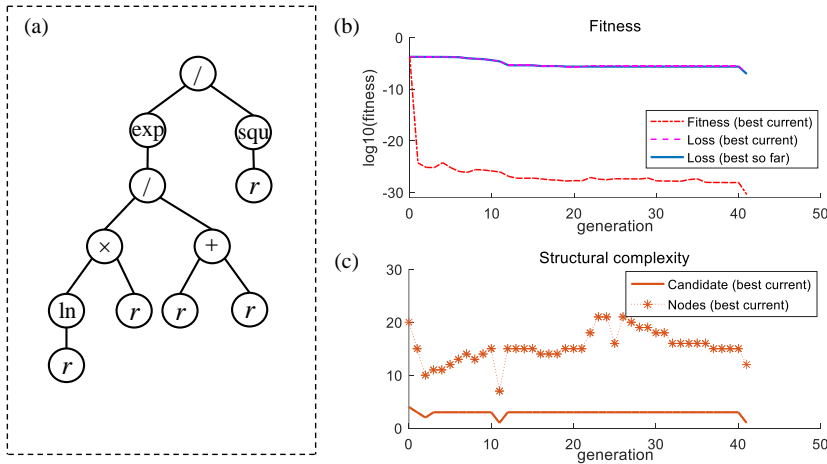 (a)
/
exp
squ
/
r
×
+
ln
r
r
r
r
(b)
Fitness
log10(fitness)
0
-10
-20
-30
Fitness (best current)
Loss (best current)
Loss (best so far)
0
10
20
30
40
50
generation
(c)
Structural complexity
30
20
10
0
Candidate (best current)
Nodes (best current)
0
10
20
30
40
50
generation